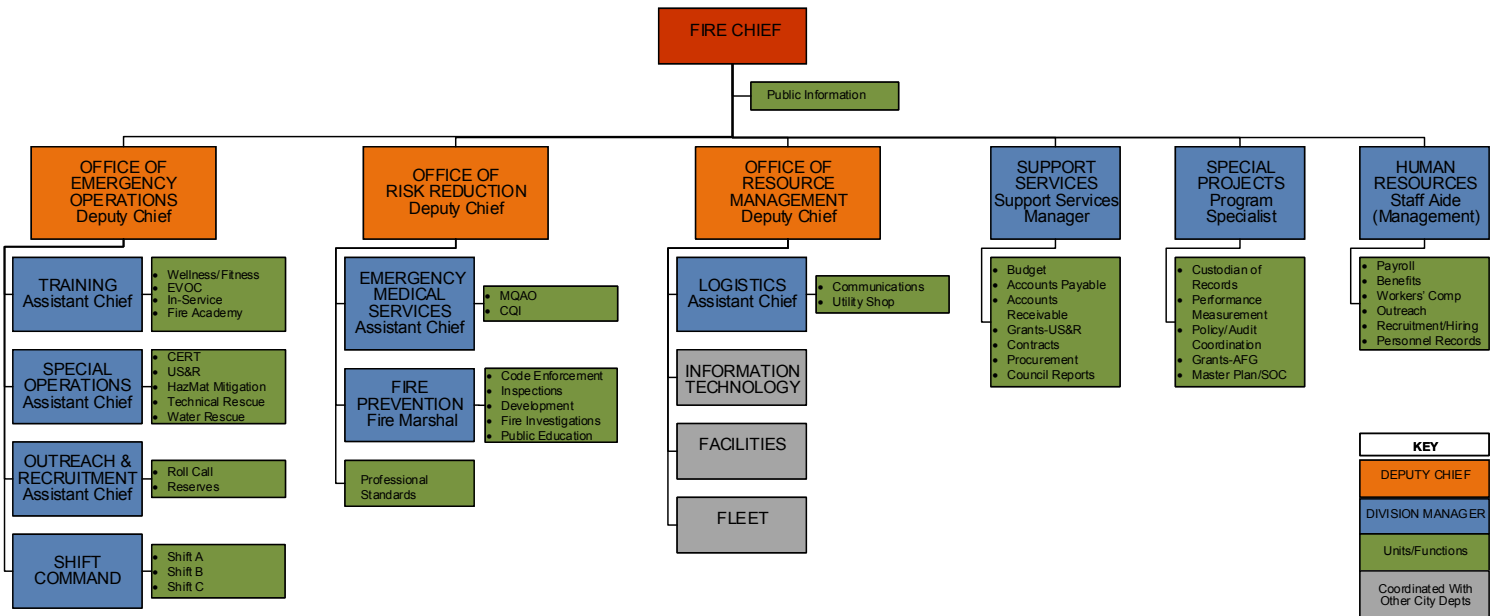 FIRE CHIEF
Public Information
OFFICE OF
EMERGENCY
OPERATIONS
Deputy Chief
TRAINING
Assistant Chief
• Wellness/Fitness
• EVOC
• In-Service
• Fire Academy
SPECIAL
OPERATIONS
Assistant Chief
• CERT
• US&R
• HazMat Mitigation
• Technical Rescue
• Water Rescue
OUTREACH &
RECRUITMENT
Assistant Chief
• Roll Call
• Reserves
SHIFT
COMMAND
• Shift A
• Shift B
• Shift C
OFFICE OF
RISK REDUCTION
Deputy Chief
EMERGENCY
MEDICAL
SERVICES
Assistant Chief
• MQAO
• CQI
FIRE
PREVENTION
Fire Marshal
• Code Enforcement
• Inspections
• Development
• Fire Investigations
• Public Education
Professional
Standards
OFFICE OF
RESOURCE
MANAGEMENT
Deputy Chief
LOGISTICS
Assistant Chief
• Communications
• Utility Shop
INFORMATION
TECHNOLOGY
FACILITIES
FLEET
SUPPORT
SERVICES
Support Services
Manager
• Budget
• Accounts Payable
• Accounts
Receivable
• Grants-US&R
• Contracts
• Procurement
• Council Reports
SPECIAL
PROJECTS
Program
Specialist
• Custodian of
Records
• Performance
Measurement
• Policy/Audit
Coordination
• Grants-AFG
• Master Plan/SOC
HUMAN
RESOURCES
Staff Aide
(Management)
• Payroll
• Benefits
• Workers' Comp
• Outreach
• Recruitment/Hiring
• Personnel Records
KEY
DEPUTY CHIEF
DIVISION MANAGER
Units/Functions
Coordinated With
Other City Depts